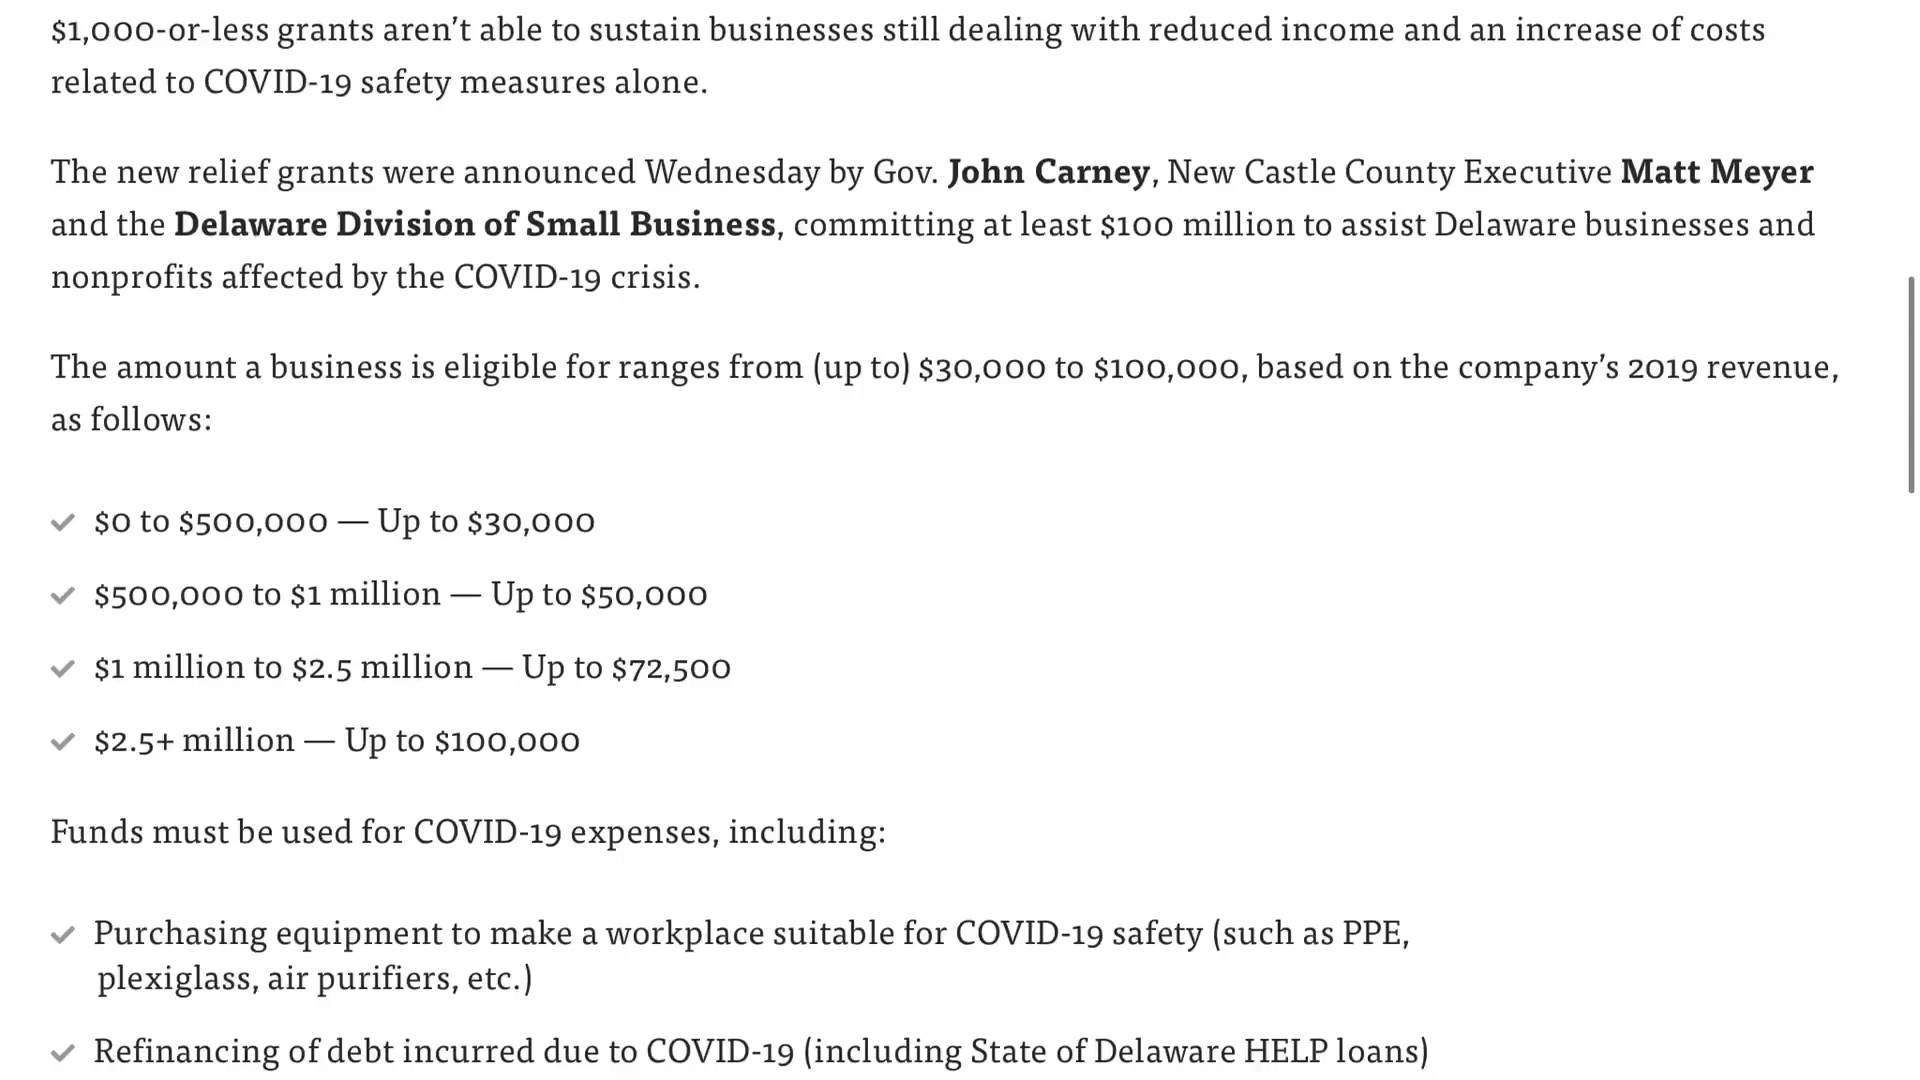 $1,000-or-less grants aren’t able to sustain businesses still dealing with reduced income and an increase of costs
related to COVID-19 safety measures alone.
The new relief grants were announced Wednesday by Gov. John Carney, New Castle County Executive Matt Meyer
and the Delaware Division of Small Business, committing at least $100 million to assist Delaware businesses and
nonprofits affected by the COVID-19 crisis.
The amount a business is eligible for ranges from (up to) $30,000 to $100,000, based on the company’s 2019 revenue,
as follows:
$0 to $500,000 — Up to $30,000
$500,000 to $1 million — Up to $50,000
$1 million to $2.5 million — Up to $72,500
$2.5+ million — Up to $100,000
Funds must be used for COVID-19 expenses, including:
Purchasing equipment to make a workplace suitable for COVID-19 safety (such as PPE,
plexiglass, air purifiers, etc.)
Refinancing of debt incurred due to COVID-19 (including State of Delaware HELP loans)